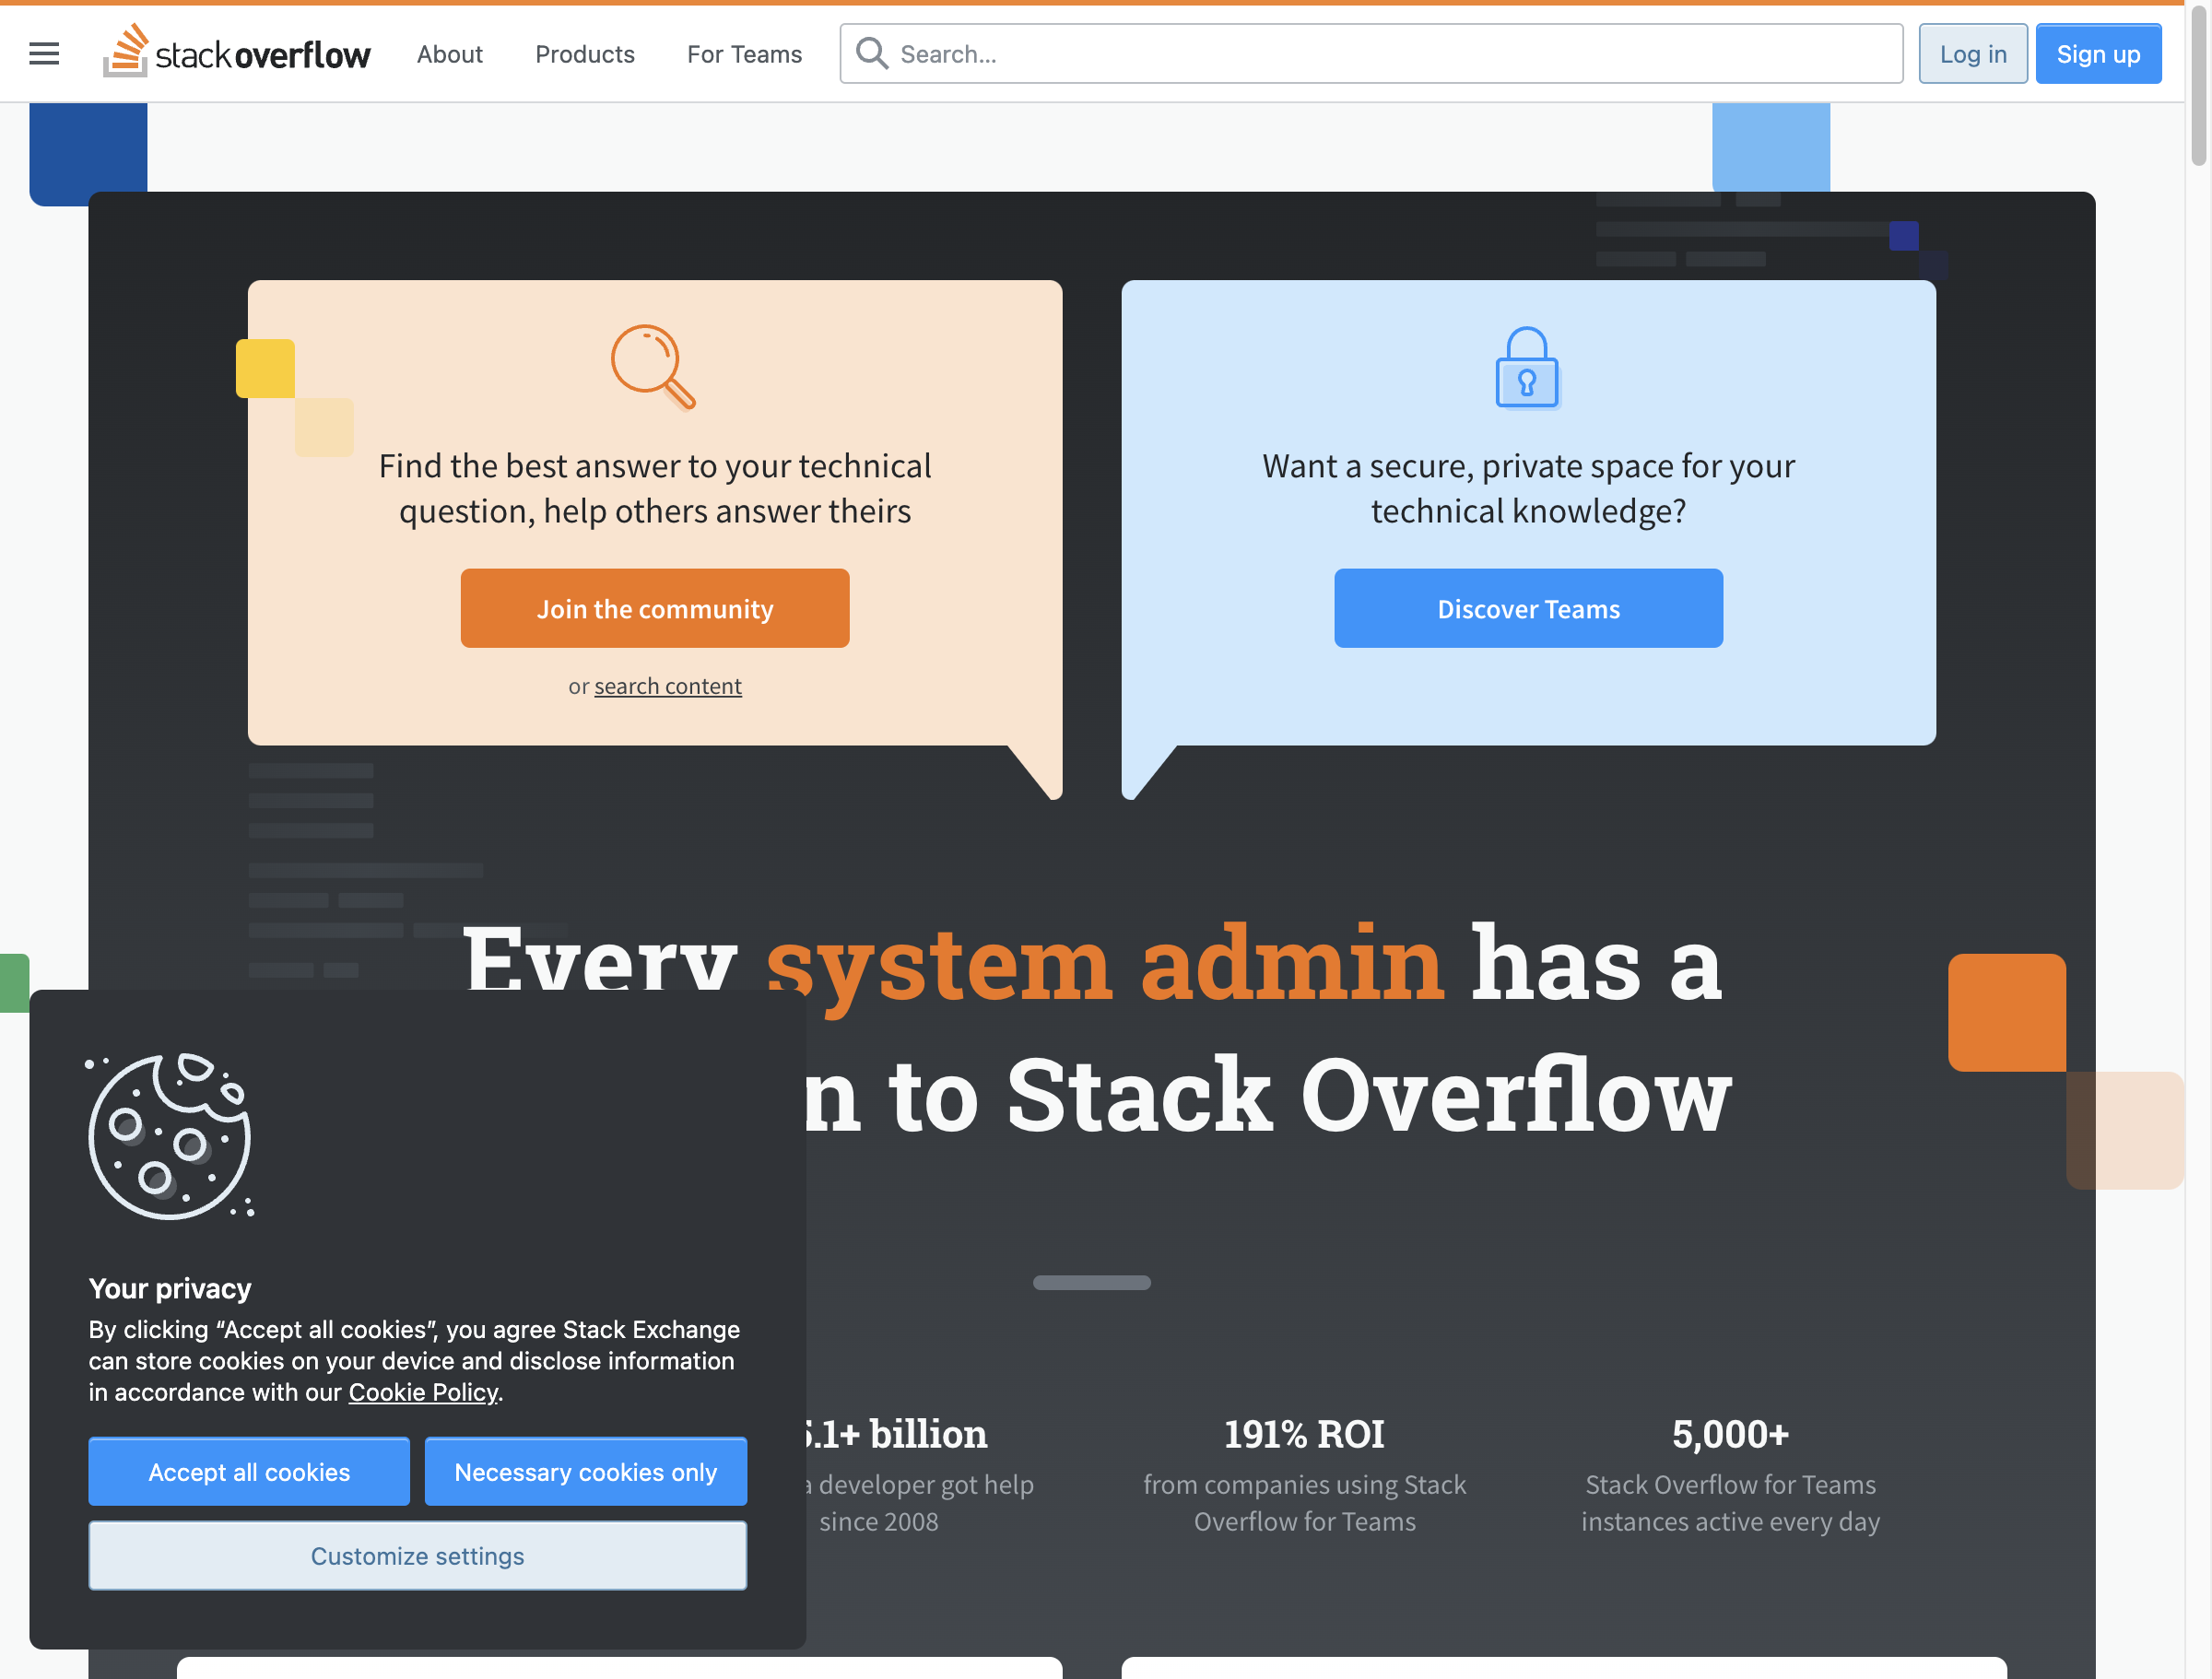 stackoverflow
About
Products
For Teams
Search...
Log in
Sign up
Find the best answer to your technical
question, help others answer theirs
Join the community
or search content
Want a secure, private space for your
technical knowledge?
Discover Teams
Every system admin has a
n to Stack Overflow
Your privacy
By clicking “Accept all cookies”, you agree Stack Exchange
can store cookies on your device and disclose information
in accordance with our Cookie Policy.
Accept all cookies
Necessary cookies only
Customize settings
.1+ billion
a developer got help
since 2008
191% ROI
from companies using Stack
Overflow for Teams
5,000+
Stack Overflow for Teams
instances active every day